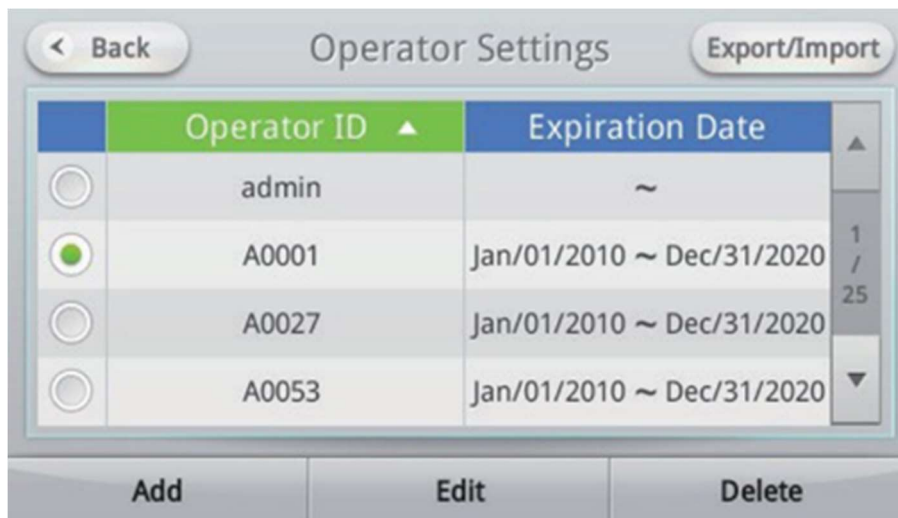 Back
Operator Settings
Export/Import
Operator ID
Expiration Date
admin
~
A0001
Jan/01/2010 ~ Dec/31/2020
A0027
Jan/01/2010 ~ Dec/31/2020
A0053
Jan/01/2010 ~ Dec/31/2020
1
/
25
Add
Edit
Delete